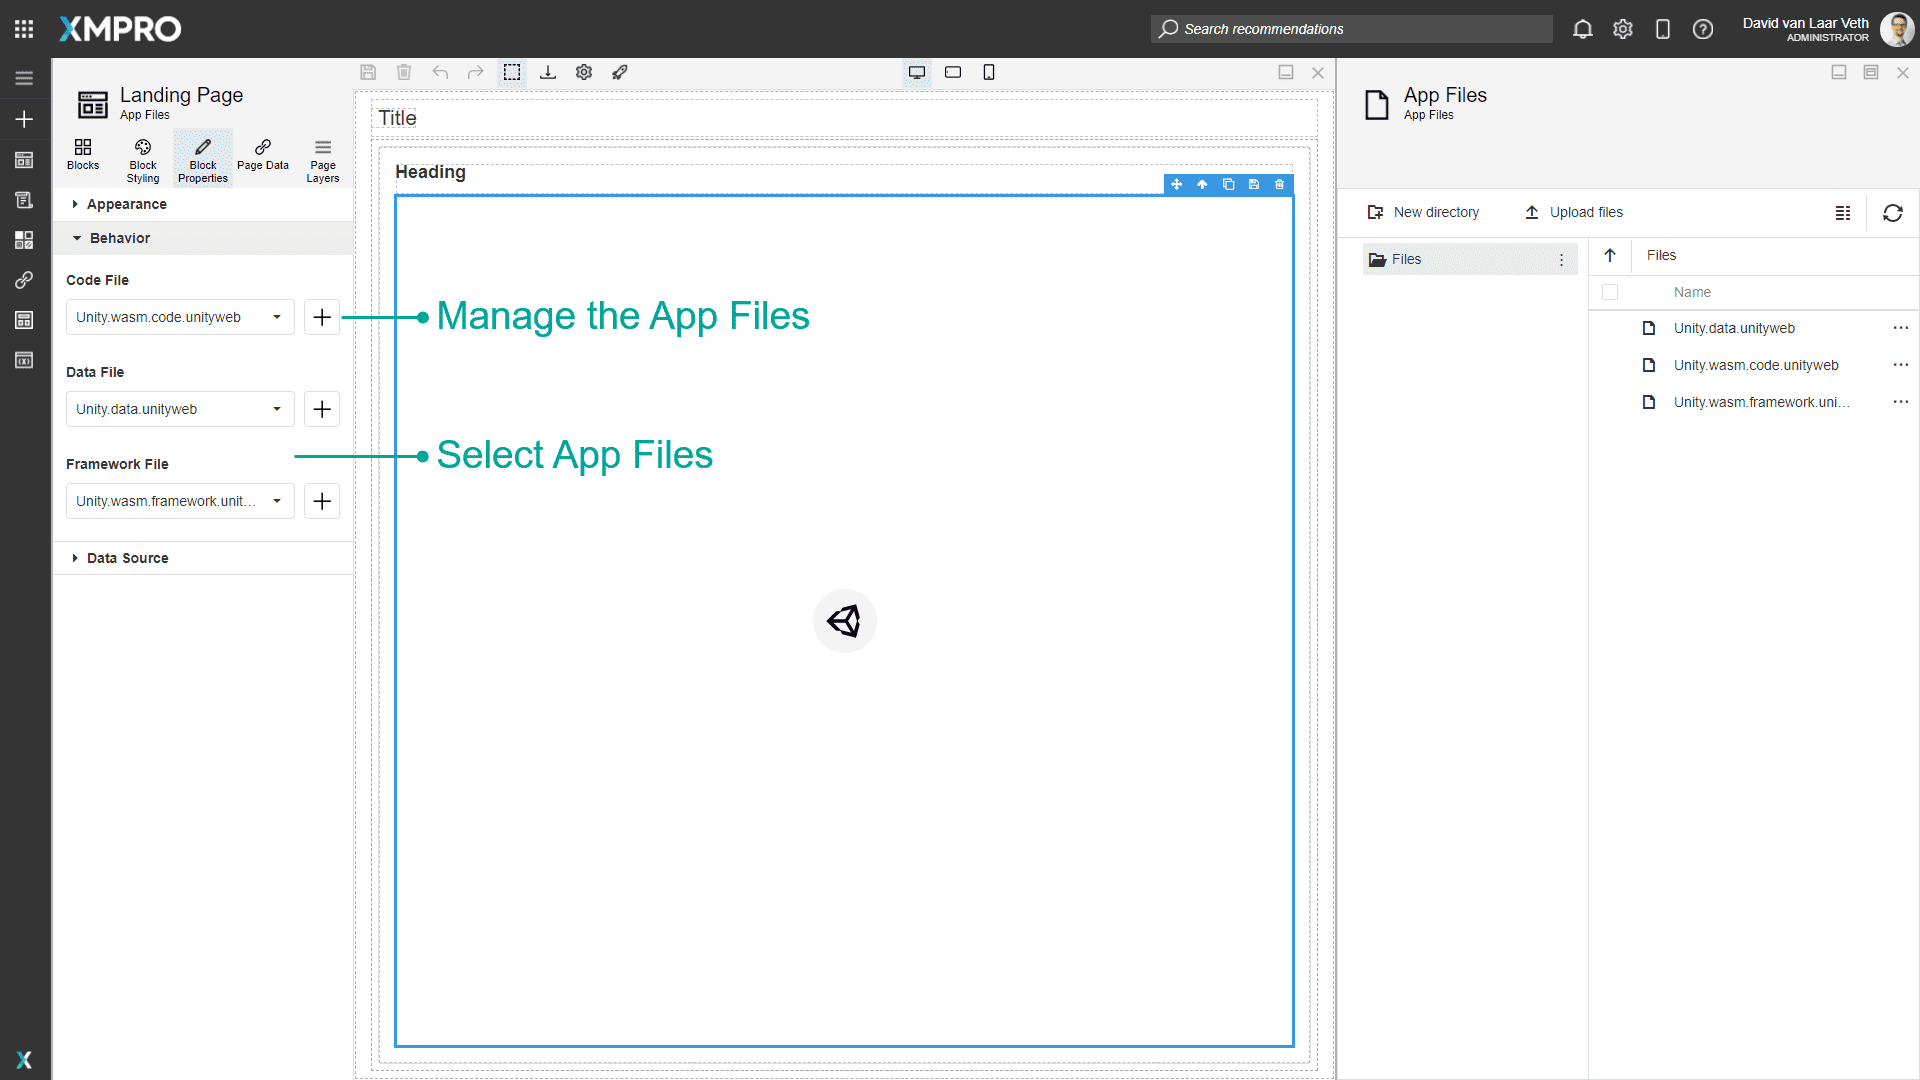 XMPRO
Search recommendations
David van Laar Veth
ADMINISTRATOR
Landing Page
App Files
Blocks
Block Styling
Block Properties
Page Data
Page Layers
Appearance
Behavior
Code File
Unity.wasm.code.unityweb
Data File
Unity.data.unityweb
Framework File
Unity.wasm.framework.unit...
Data Source
Title
Heading
Manage the App Files
Select App Files
App Files
App Files
New directory
Upload files
Files
Files
Name
Unity.data.unityweb
Unity.wasm.code.unityweb
Unity.wasm.framework.uni...
X